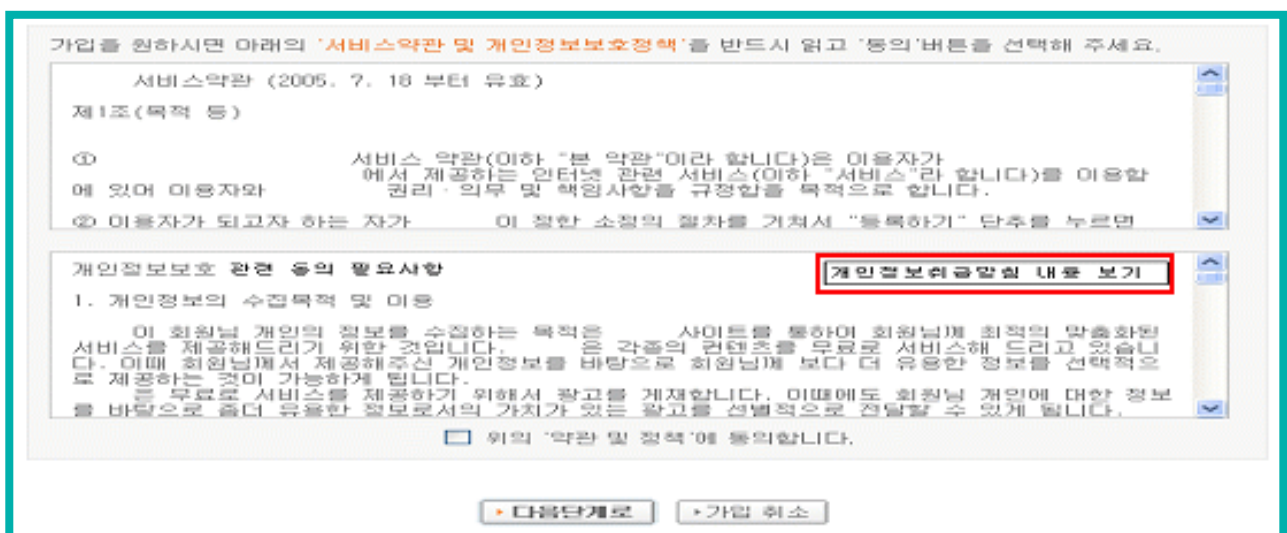 가입을 원하시면 아래의 '서비스약관 및 개인정보보호정책'을 반드시 읽고 '동의'버튼을 선택해 주세요.
서비스약관 (2005. 7. 18 부터 유효)
제1조(목적 등)
① 서비스 약관(이하 "본 약관"이라 합니다)은 이용자가
에서 제공하는 인터넷 관련 서비스(이하 "서비스"라 합니다)를 이용함
에 있어 이용자와 권리·의무 및 책임사항을 규정함을 목적으로 합니다.
② 이용자가 되고자 하는 자가 이 정한 소정의 절차를 거쳐서 "등록하기" 단추를 누르면
개인정보보호 관련 동의 필요사항
개인정보취급방침 내용 보기
1. 개인정보의 수집목적 및 이용
이 회원님 개인의 정보를 수집하는 목적은 사이트를 통하여 회원님께 최적의 맞춤화된
서비스를 제공해드리기 위한 것입니다. 은 각종의 컨텐츠를 무료로 서비스해 드리고 있습니
다. 이때 회원님께서 제공해주신 개인정보를 바탕으로 회원님께 보다 더 유용한 정보를 선택적으
로 제공하는 것이 가능하게 됩니다.
은 무료로 서비스를 제공하기 위해서 광고를 게재합니다. 이때에도 회원님 개인에 대한 정보
를 바탕으로 좀더 유용한 정보로서의 가치가 있는 광고를 선별적으로 전달할 수 있게 됩니다.
위의 '약관 및 정책'에 동의합니다.
다음단계로
가입 취소